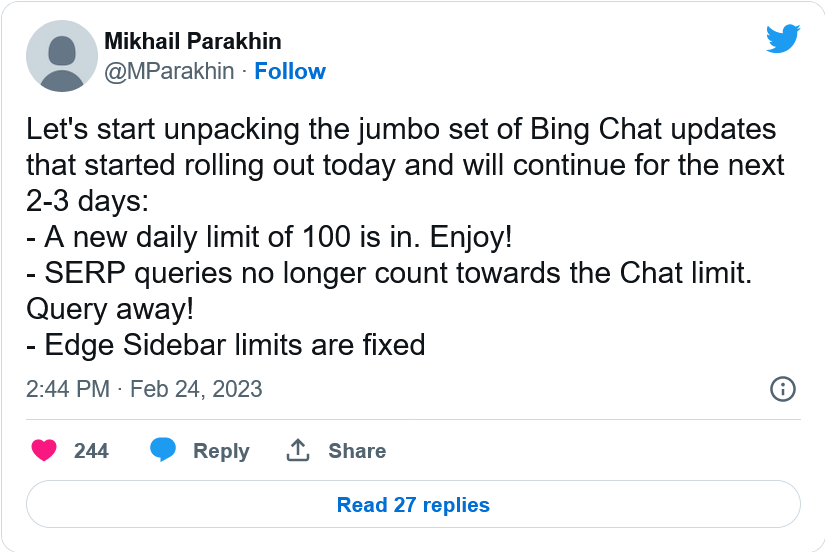 Mikhail Parakhin
@MParakhin · Follow
Let's start unpacking the jumbo set of Bing Chat updates
that started rolling out today and will continue for the next
2-3 days:
- A new daily limit of 100 is in. Enjoy!
- SERP queries no longer count towards the Chat limit.
Query away!
- Edge Sidebar limits are fixed
2:44 PM · Feb 24, 2023
244 Reply Share
Read 27 replies